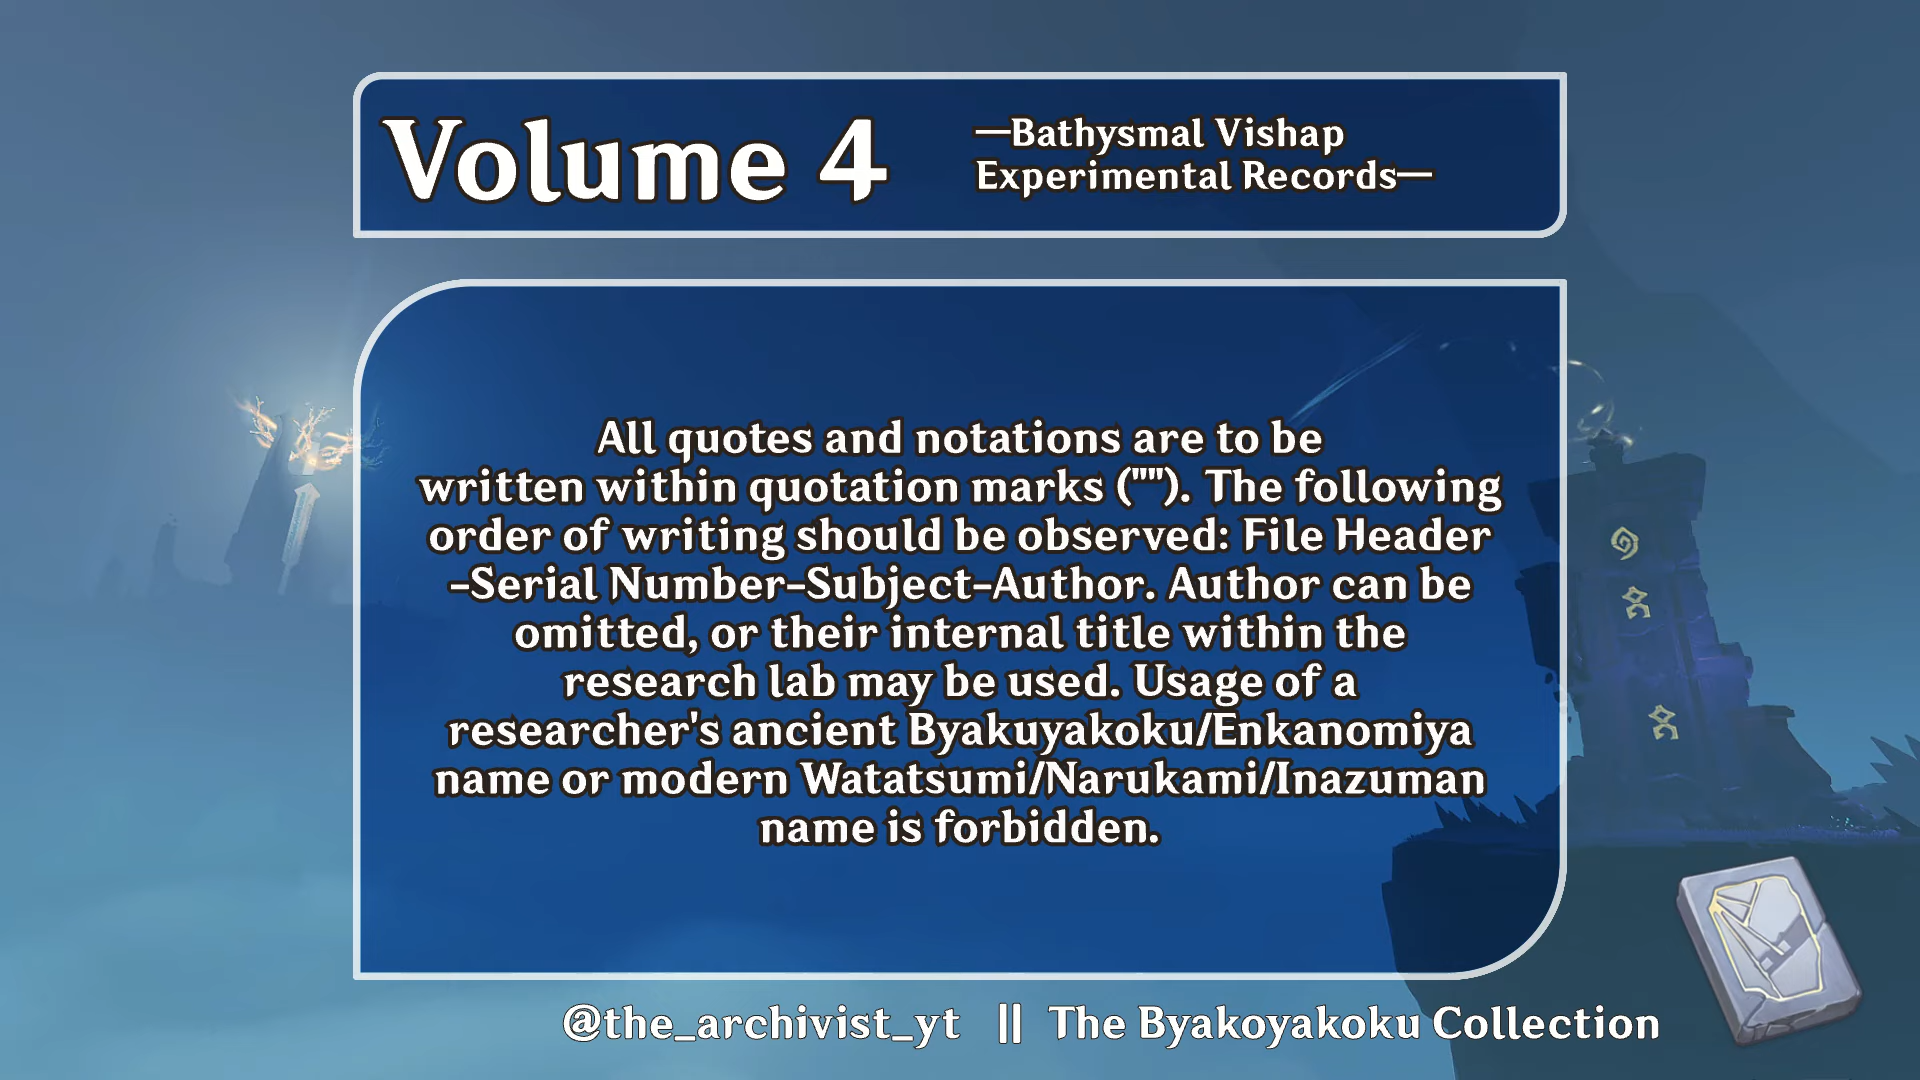 Volume 4
—Bathysmal Vishap
Experimental Records—
All quotes and notations are to be
written within quotation marks (""). The following
order of writing should be observed: File Header
-Serial Number-Subject-Author. Author can be
omitted, or their internal title within the
research lab may be used. Usage of a
researcher's ancient Byakuyakoku/Enkanomiya
name or modern Watatsumi/Narukami/Inazuman
name is forbidden.
@the_archivist_yt || The Byakoyakoku Collection